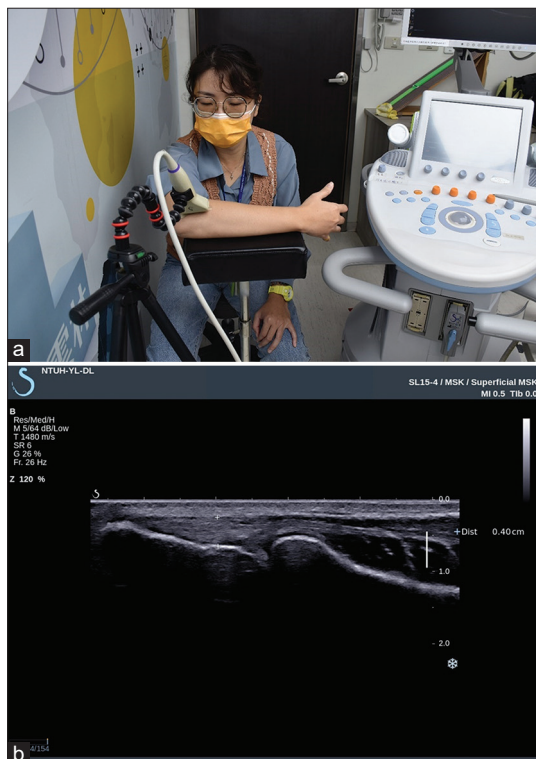 a
NTUH-YL-DL
SL15-4 / MSK / Superficial MSK
MI 0.5 TIb 0.0
B
Res/Med/H
M 5/64 dB/Low
T 1480 m/s
SR 6
G 26 %
Fr. 26 Hz
Z 120 %
0.0
+Dist 0.40cm
1.0
2.0
b
4/154